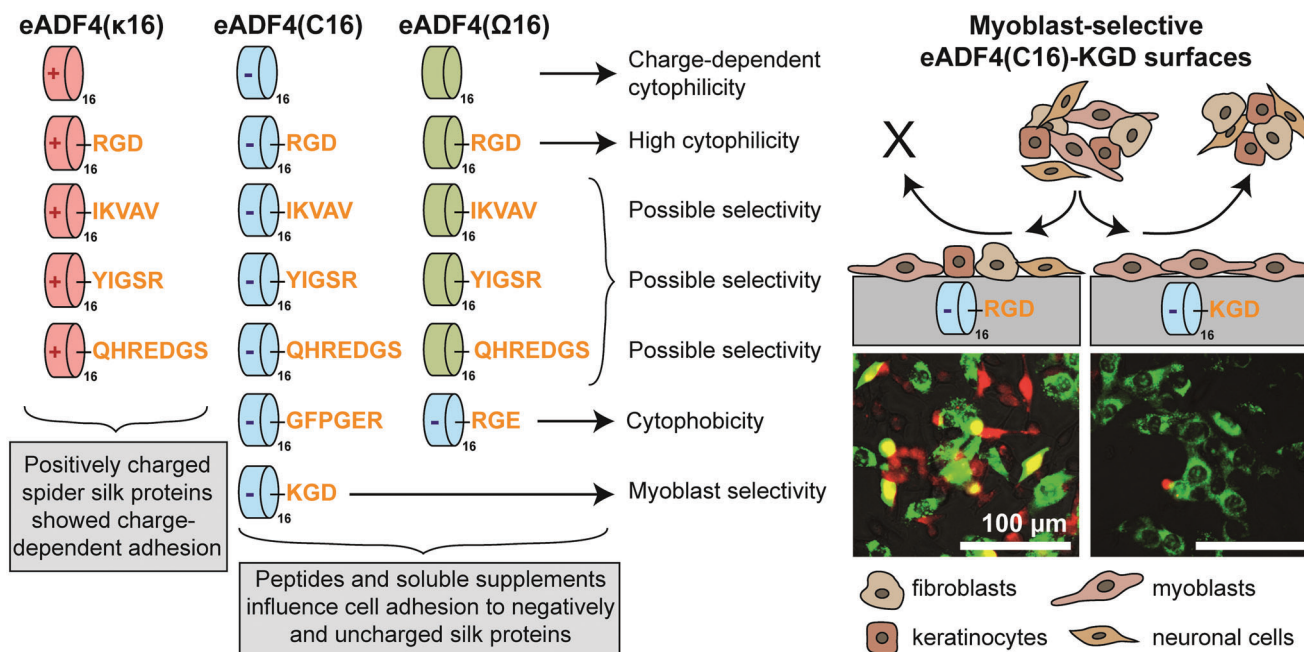 eADF4(κ16) eADF4(C16) eADF4(Ω16)
+ 16 - 16 16 Charge-dependent
cytophilicity
+ RGD 16 - RGD 16 RGD 16 High cytophilicity
+ IKVAV 16 - IKVAV 16 IKVAV 16 Possible selectivity
+ YIGSR 16 - YIGSR 16 YIGSR 16 Possible selectivity
+ QHREDGS 16 - QHREDGS 16 QHREDGS 16 Possible selectivity
- GFPGER 16 - RGE 16 Cytophobicity
- KGD 16 Myoblast selectivity
Positively charged
spider silk proteins
showed charge-
dependent adhesion
Peptides and soluble supplements
influence cell adhesion to negatively
and uncharged silk proteins
Myoblast-selective
eADF4(C16)-KGD surfaces
X
- RGD 16 - KGD 16
100 µm
fibroblasts myoblasts
keratinocytes neuronal cells